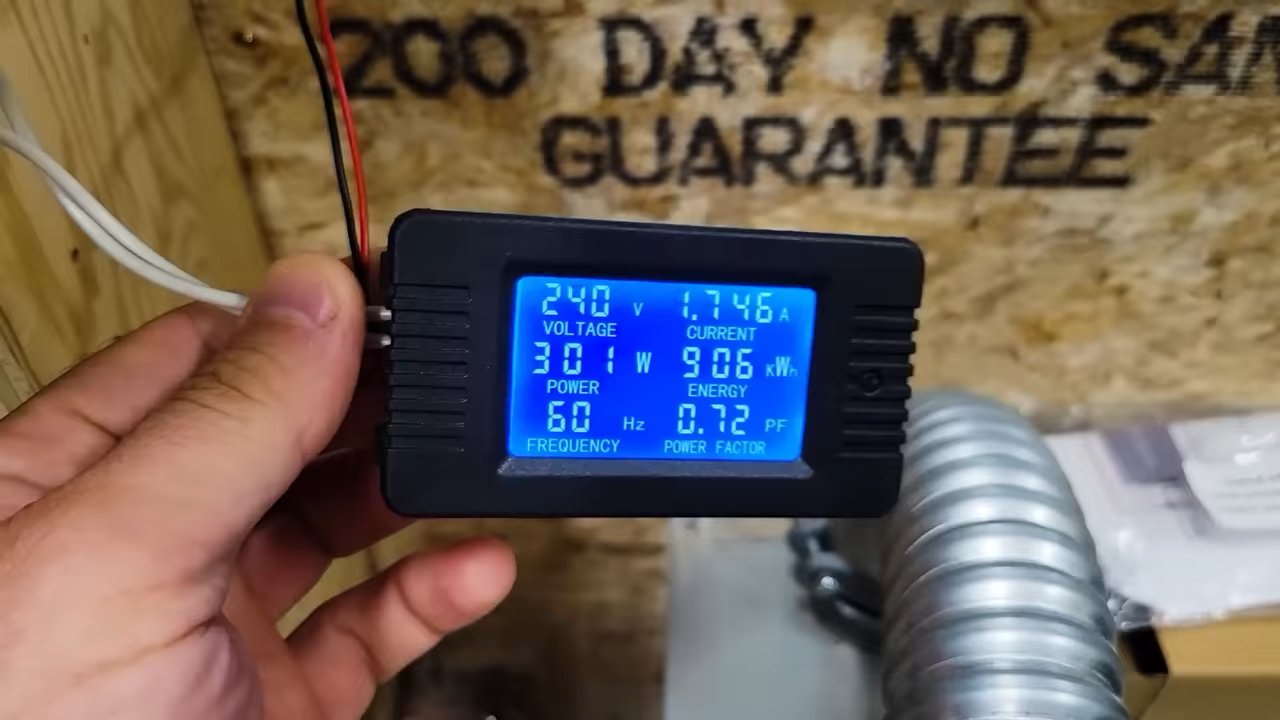 200 DAY NO SAN
GUARANTEE
240 V 1.746 A
VOLTAGE CURRENT
301 W 906 KWh
POWER ENERGY
60 Hz 0.72 PF
FREQUENCY POWER FACTOR